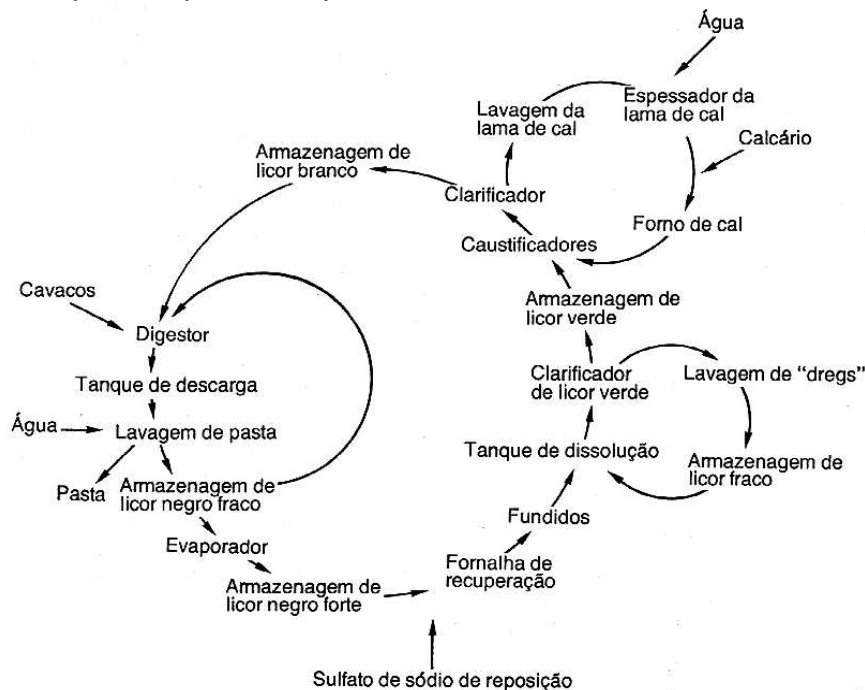 Água
Espessador da
lama de cal
Lavagem da
lama de cal
Calcário
Armazenagem de
licor branco
Clarificador
Forno de cal
Caustificadores
Cavacos
Armazenagem de
licor verde
Digestor
Clarificador
de licor verde
Lavagem de “dregs”
Tanque de descarga
Água
Lavagem de pasta
Tanque de dissolução
Armazenagem de
licor fraco
Pasta
Armazenagem de
licor negro fraco
Fundidos
Evaporador
Fornalha de
recuperação
Armazenagem de
licor negro forte
Sulfato de sódio de reposição